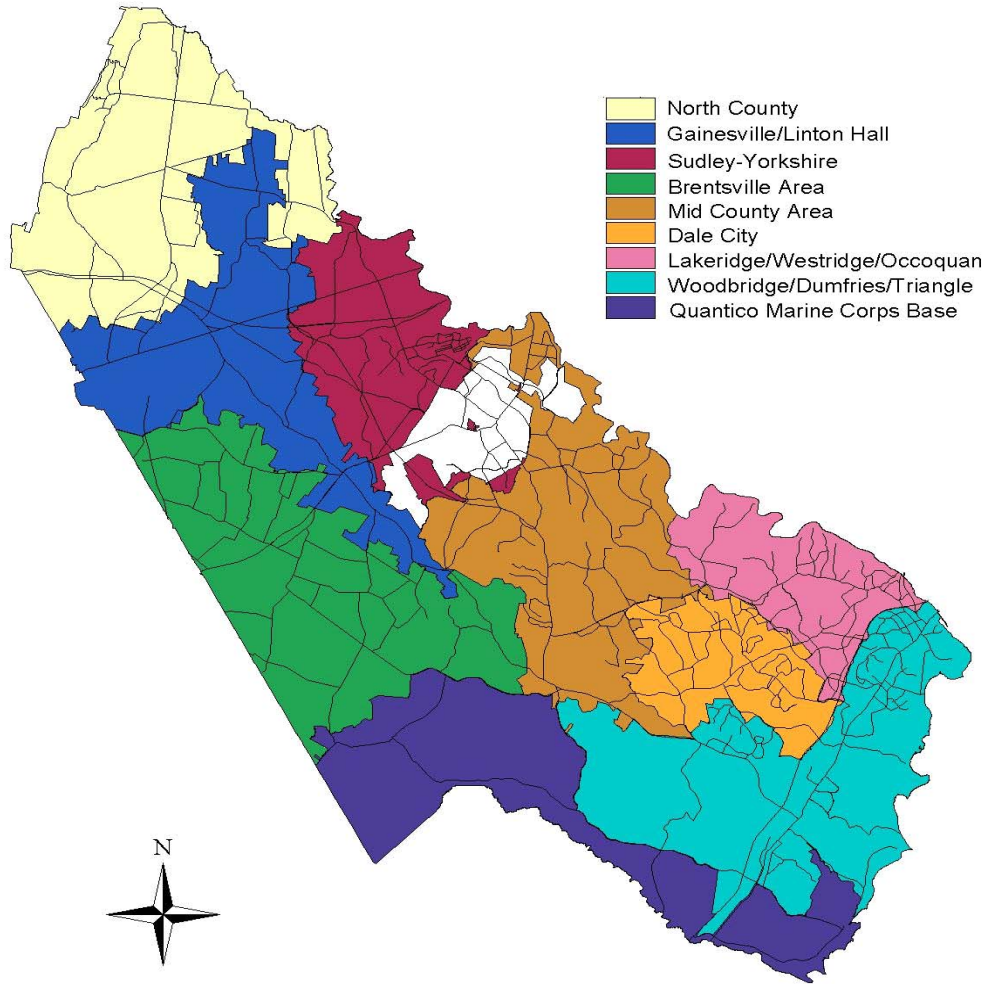 North County
Gainesville/Linton Hall
Sudley-Yorkshire
Brentsville Area
Mid County Area
Dale City
Lakeridge/Westridge/Occoquan
Woodbridge/Dumfries/Triangle
Quantico Marine Corps Base
N